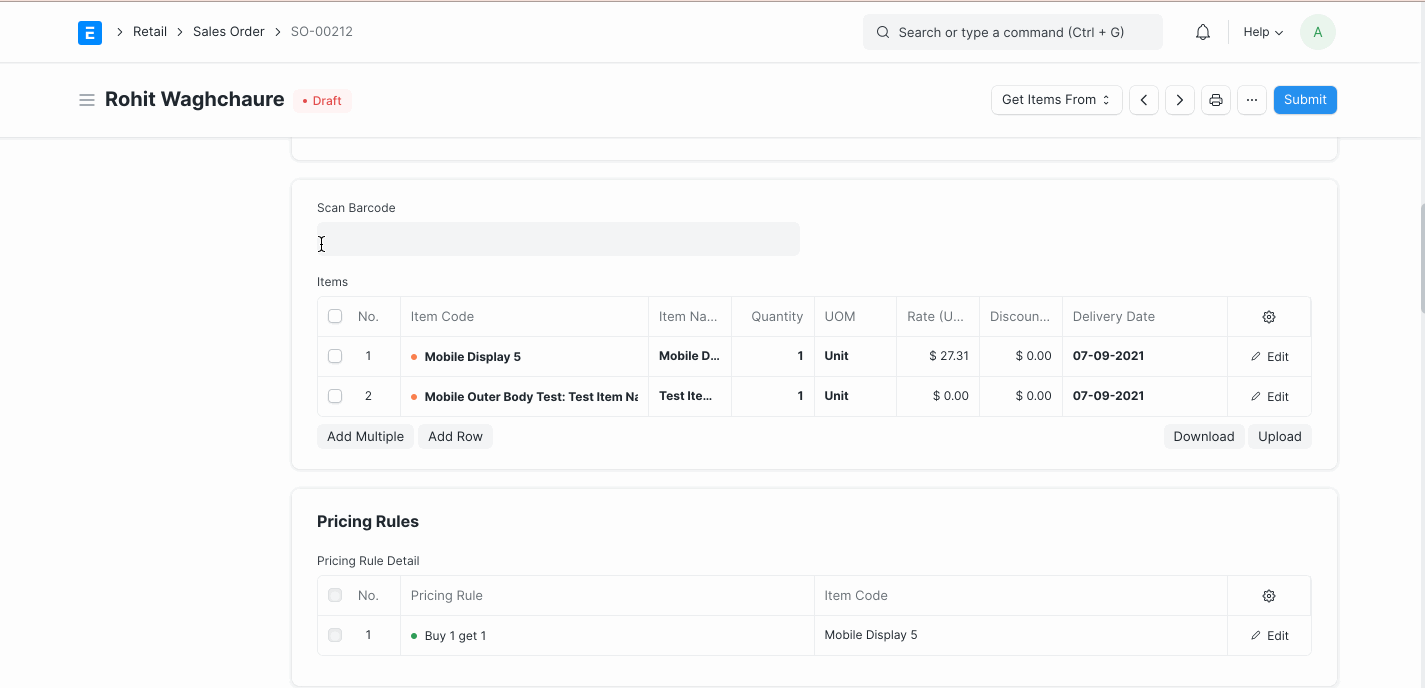 E Retail Sales Order SO-00212 Search or type a command (Ctrl + G) Help A
Rohit Waghchaure Draft Get Items From ... Submit
Scan Barcode
Items
No. Item Code Item Na... Quantity UOM Rate (U... Discoun... Delivery Date
1 Mobile Display 5 Mobile D... 1 Unit $ 27.31 $ 0.00 07-09-2021 Edit
2 Mobile Outer Body Test: Test Item Na Test Ite... 1 Unit $ 0.00 $ 0.00 07-09-2021 Edit
Add Multiple Add Row Download Upload
Pricing Rules
Pricing Rule Detail
No. Pricing Rule Item Code
1 Buy 1 get 1 Mobile Display 5 Edit